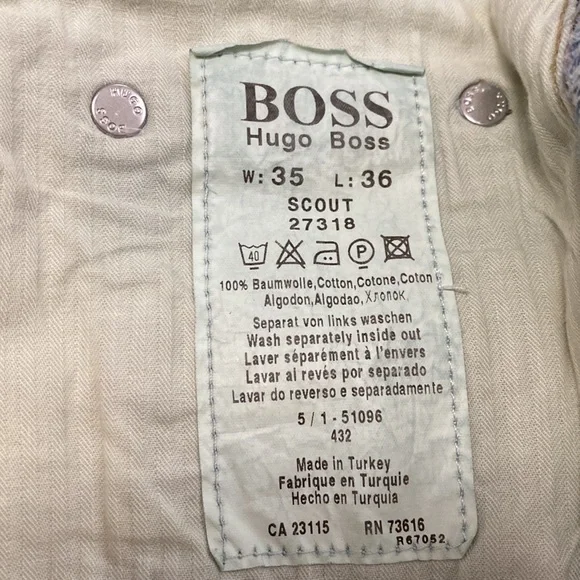 BOSS
Hugo Boss
W: 35 L: 36
SCOUT
27318
40 P
100% Baumwolle,Cotton,Cotone,Coton
Algodon,Algodao,Хлопок
Separat von links waschen
Wash separately inside out
Laver séparément à l'envers
Lavar al revés por separado
Lavar do reverso e separadamente
5 / 1 - 51096
432
Made in Turkey
Fabrique en Turquie
Hecho en Turquia
CA 23115 RN 73616
R67052